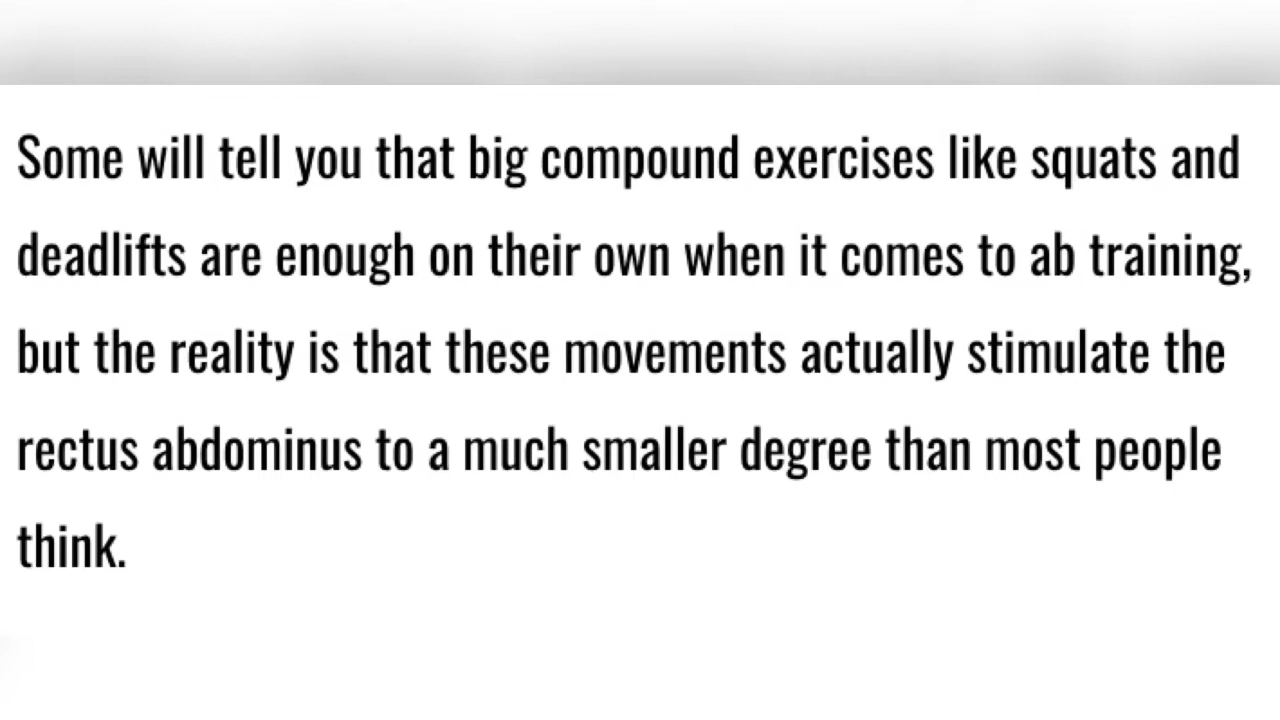 Some will tell you that big compound exercises like squats and
deadlifts are enough on their own when it comes to ab training,
but the reality is that these movements actually stimulate the
rectus abdominus to a much smaller degree than most people
think.